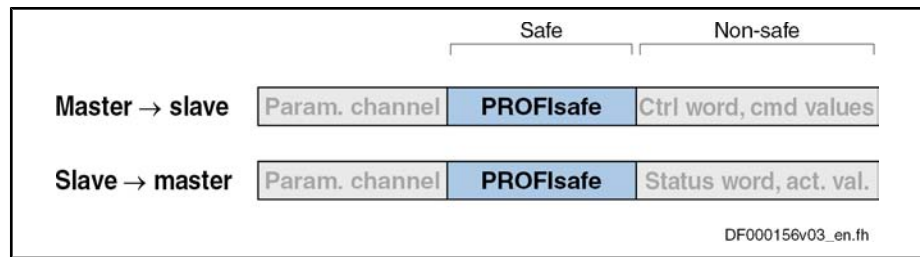 Safe Non-safe
Master → slave Param. channel PROFIsafe Ctrl word, cmd values
Slave → master Param. channel PROFIsafe Status word, act. val.
DF000156v03_en.fh